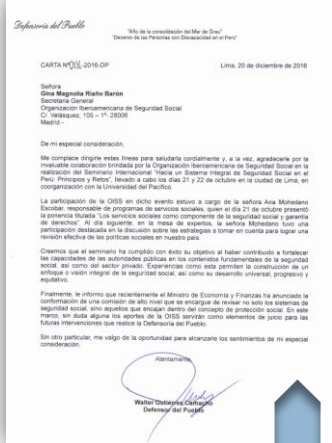 Defensoría del Pueblo
"Año de la consolidación del Mar de Grau"
"Decenio de las Personas con Discapacidad en el Perú"
CARTA Nº -2016-DP Lima, 20 de diciembre de 2016
Señora
Gina Magnolia Riaño Barón
Secretaria General
Organización Iberoamericana de Seguridad Social
C/. Velásquez, 105 – 1º- 28006
Madrid.-
De mi especial consideración,
Me complace dirigirle estas líneas para saludarla cordialmente y, a la vez, agradecerle por la
invaluable colaboración brindada por la Organización Iberoamericana de Seguridad Social en la
realización del Seminario Internacional "Hacia un Sistema Integral de Seguridad Social en el
Perú: Principios y Retos", llevado a cabo los días 21 y 22 de octubre en la ciudad de Lima, en
coorganización con la Universidad del Pacífico.
La participación de la OISS en dicho evento estuvo a cargo de la señora Ana Mohedano
Escobar, responsable de programas de servicios sociales, quien el día 21 de octubre presentó
la ponencia titulada "Los servicios sociales como componente de la seguridad social y garantía
de derechos". Al día siguiente, en la mesa de expertos, la señora Mohedano tuvo una
participación destacada en la discusión sobre las estrategias a tomar en cuenta para lograr una
revisión efectiva de las políticas sociales en nuestro país.
Creemos que el seminario ha cumplido con éxito su objetivo al haber contribuido a fortalecer
las capacidades de las autoridades públicas en los contenidos fundamentales de la seguridad
social, así como del sector privado. Experiencias como esta permiten la construcción de un
enfoque o visión integral de la seguridad social, así como su desarrollo universal, progresivo y
equitativo.
Finalmente, le informo que recientemente el Ministro de Economía y Finanzas ha anunciado la
conformación de una comisión de alto nivel que se encargue de revisar no solo los sistemas de
seguridad social, sino aquellos que encajan dentro del concepto de protección social. En este
marco, sin duda alguna los aportes de la OISS servirán como elementos de juicio para las
futuras intervenciones que realice la Defensoría del Pueblo.
Sin otro particular, me valgo de la oportunidad para alcanzarle los sentimientos de mi especial
consideración.
Atentamente,
Walter Gutiérrez Camacho
Defensor del Pueblo